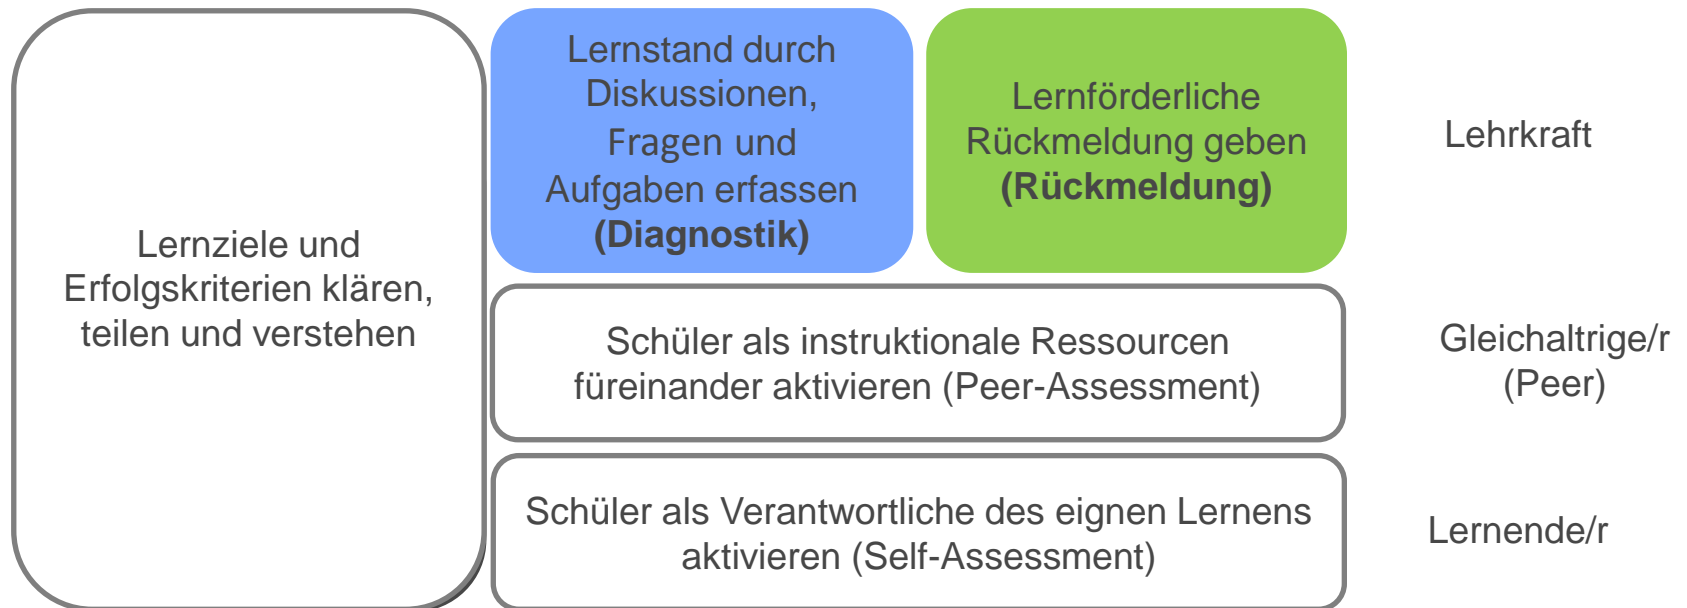 Lernziele und
Erfolgskriterien klären,
teilen und verstehen
Lernstand durch
Diskussionen,
Fragen und
Aufgaben erfassen
(Diagnostik)
Lernförderliche
Rückmeldung geben
(Rückmeldung)
Lehrkraft
Schüler als instruktionale Ressourcen
füreinander aktivieren (Peer-Assessment)
Gleichaltrige/r
(Peer)
Schüler als Verantwortliche des eignen Lernens
aktivieren (Self-Assessment)
Lernende/r